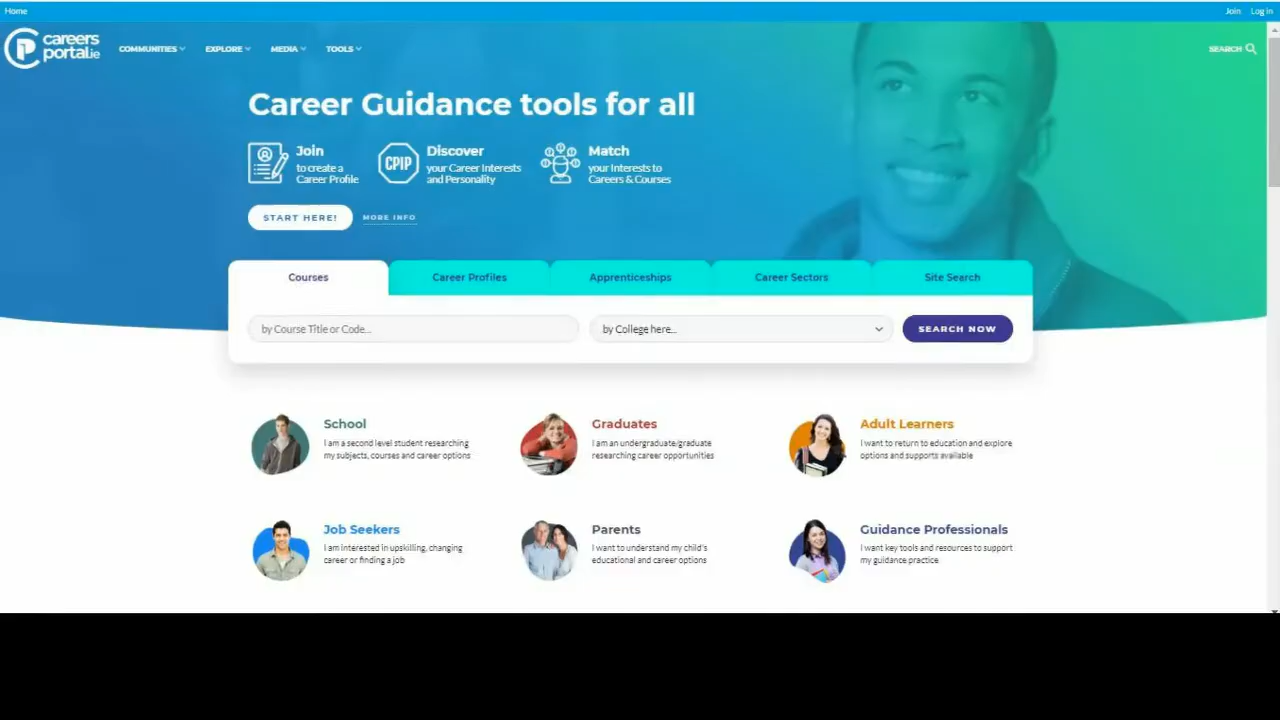 Home
Join
Log in
careers
portal.ie
COMMUNITIES
EXPLORE
MEDIA
TOOLS
SEARCH
Career Guidance tools for all
Join
to create a
Career Profile
CPIP
Discover
your Career Interests
and Personality
Match
your Interests to
Careers & Courses
START HERE!
MORE INFO
Courses
Career Profiles
Apprenticeships
Career Sectors
Site Search
by Course Title or Code...
by College here...
SEARCH NOW
School
I am a second level student researching
my subjects, courses and career options
Graduates
I am an undergraduate/graduate
researching career opportunities
Adult Learners
I want to return to education and explore
options and supports available
Job Seekers
I am interested in upskilling, changing
career or finding a job
Parents
I want to understand my child's
educational and career options
Guidance Professionals
I want key tools and resources to support
my guidance practice